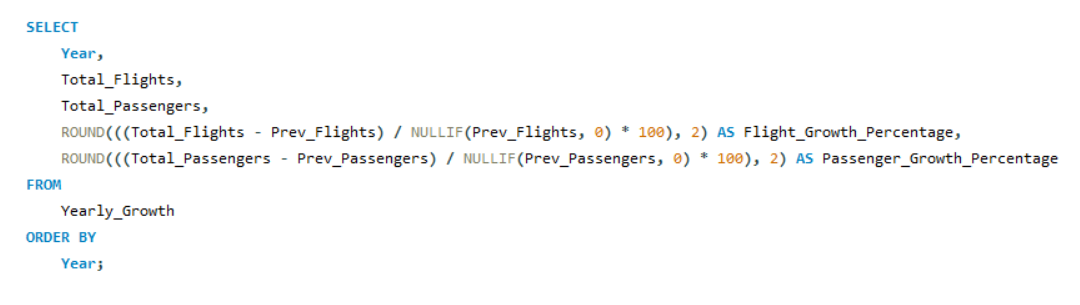 SELECT
Year,
Total_Flights,
Total_Passengers,
ROUND(((Total_Flights - Prev_Flights) / NULLIF(Prev_Flights, 0) * 100), 2) AS Flight_Growth_Percentage,
ROUND(((Total_Passengers - Prev_Passengers) / NULLIF(Prev_Passengers, 0) * 100), 2) AS Passenger_Growth_Percentage
FROM
Yearly_Growth
ORDER BY
Year;